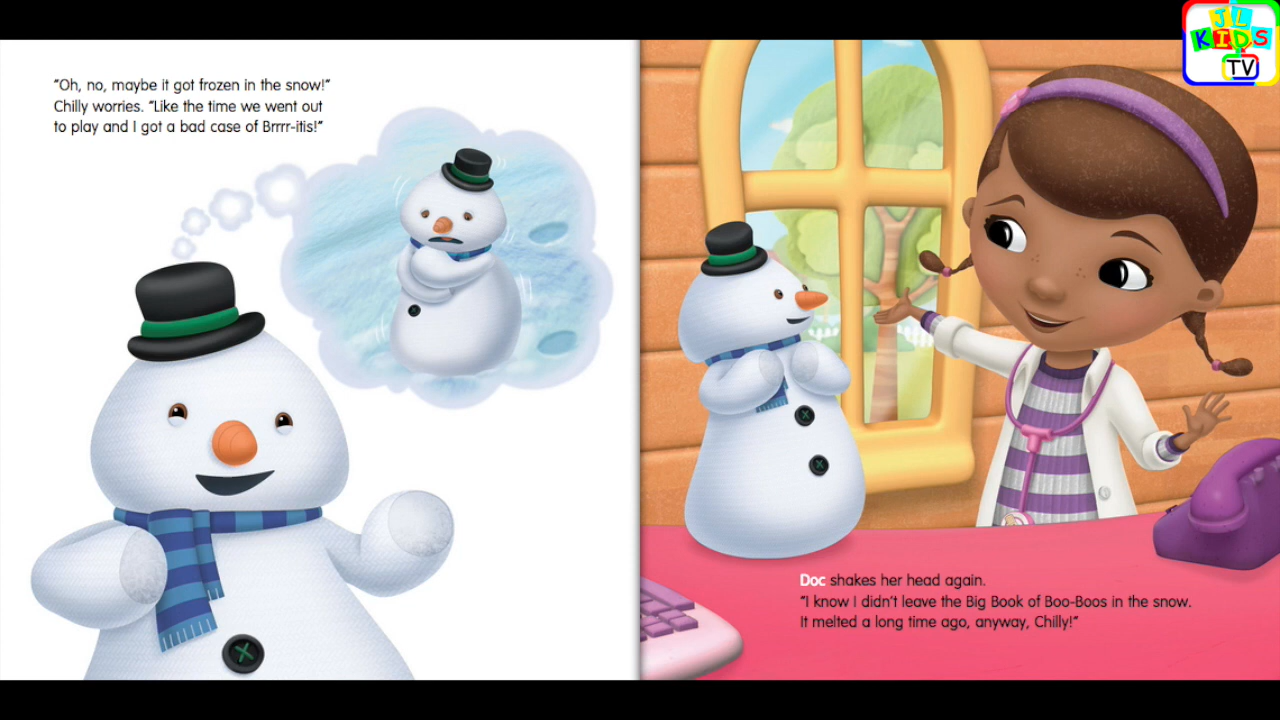 "Oh, no, maybe it got frozen in the snow!"
Chilly worries. "Like the time we went out
to play and I got a bad case of Brrrr-itis!"
JL
KIDS
TV
Doc shakes her head again.
"I know I didn't leave the Big Book of Boo-Boos in the snow.
It melted a long time ago, anyway, Chilly!"